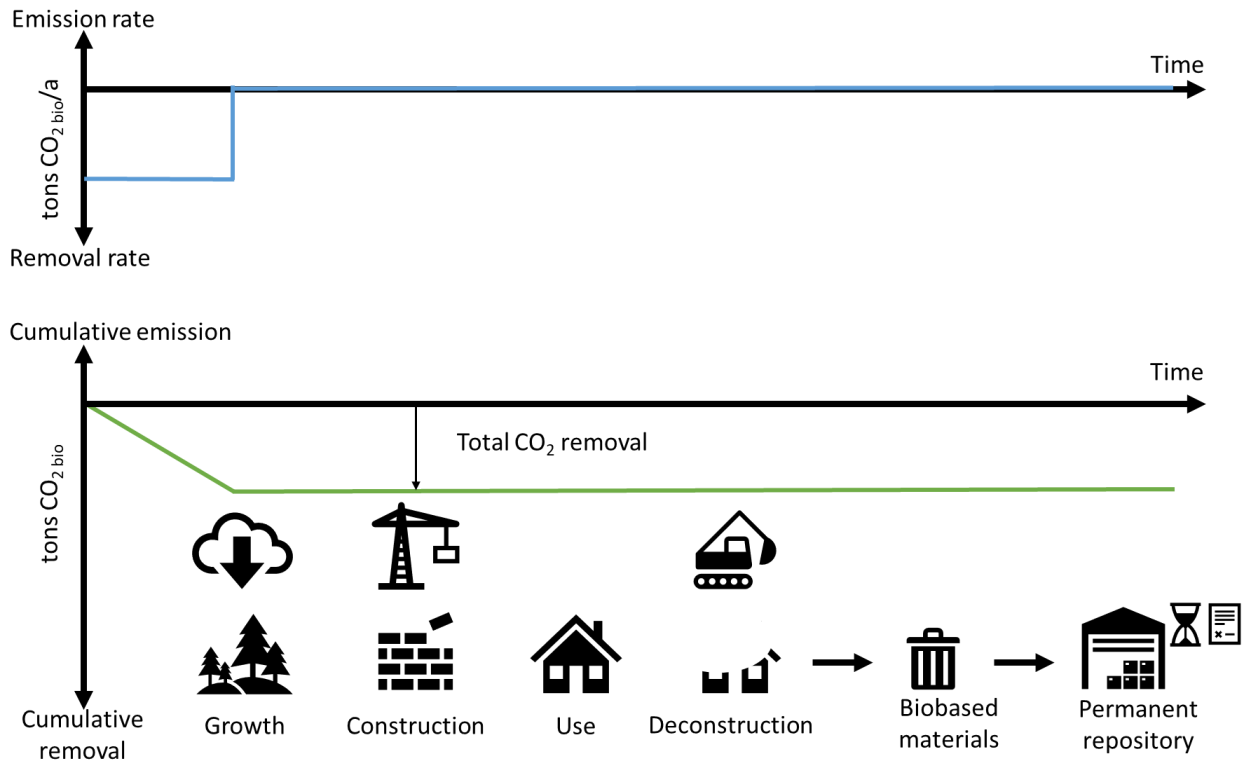 Emission rate
Time
tons CO₂ bio/a
Removal rate
Cumulative emission
Time
Total CO₂ removal
tons CO₂ bio
Cumulative
removal
Growth
Construction
Use
Deconstruction
Biobased
materials
Permanent
repository